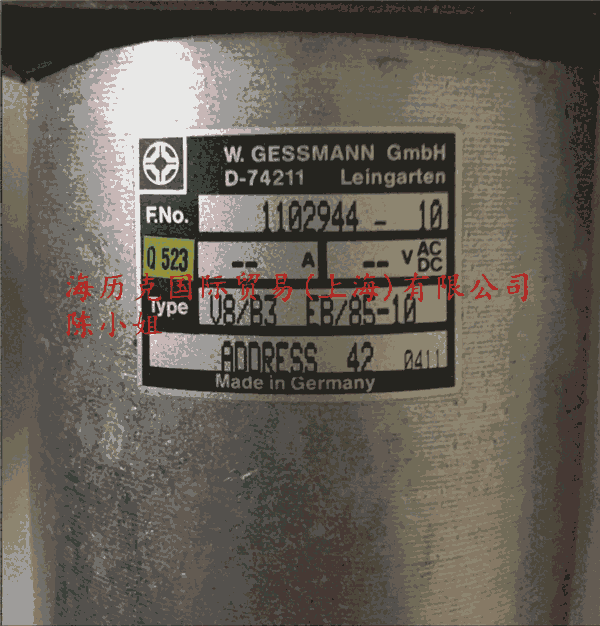 W. GESSMANN GmbH
D-74211 Leingarten
F.No. 1102944 - 10
Q 523 -- A -- V AC DC
海历克国际贸易(上海)有限公司
Type V8/B3 EB/85-10
陈小姐
ADDRESS 42 0411
Made in Germany